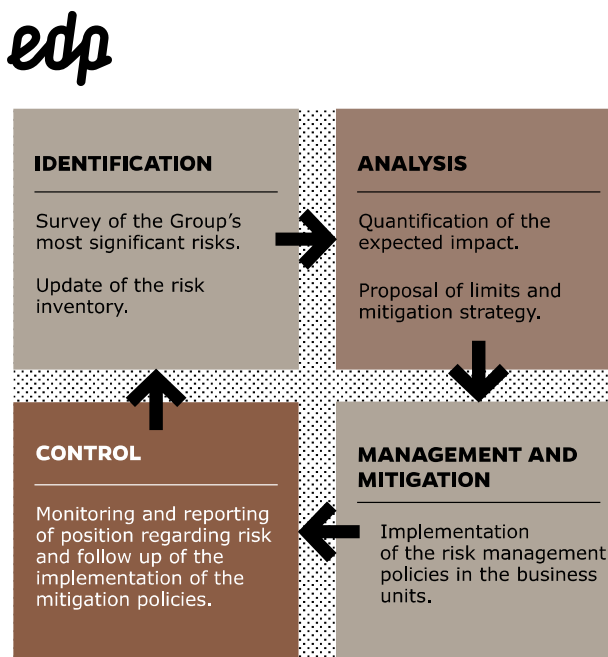 edp
IDENTIFICATION
Survey of the Group's
most significant risks.
Update of the risk
inventory.
ANALYSIS
Quantification of the
expected impact.
Proposal of limits and
mitigation strategy.
CONTROL
Monitoring and reporting
of position regarding risk
and follow up of the
implementation of the
mitigation policies.
MANAGEMENT AND
MITIGATION
Implementation
of the risk management
policies in the business
units.